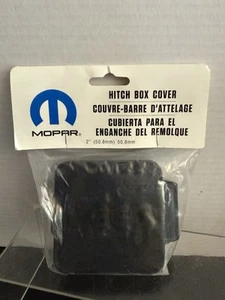 HITCH BOX COVER
COUVRE-BARRE D'ATTELAGE
CUBIERTA PARA EL
ENGANCHE DEL REMOLQUE
2" (50.8mm) 50,8mm
MOPAR